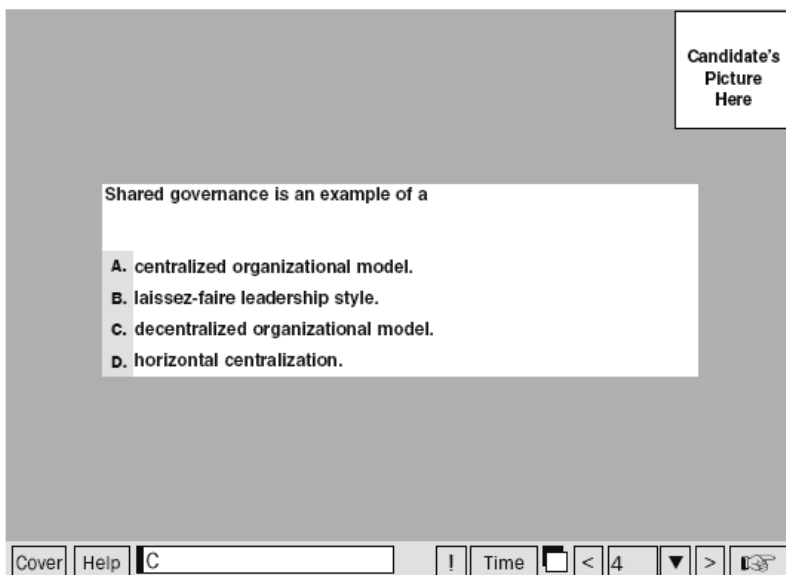 Candidate's
Picture
Here
Shared governance is an example of a
A. centralized organizational model.
B. laissez-faire leadership style.
C. decentralized organizational model.
D. horizontal centralization.
Cover Help C ! Time < 4 ▼ >